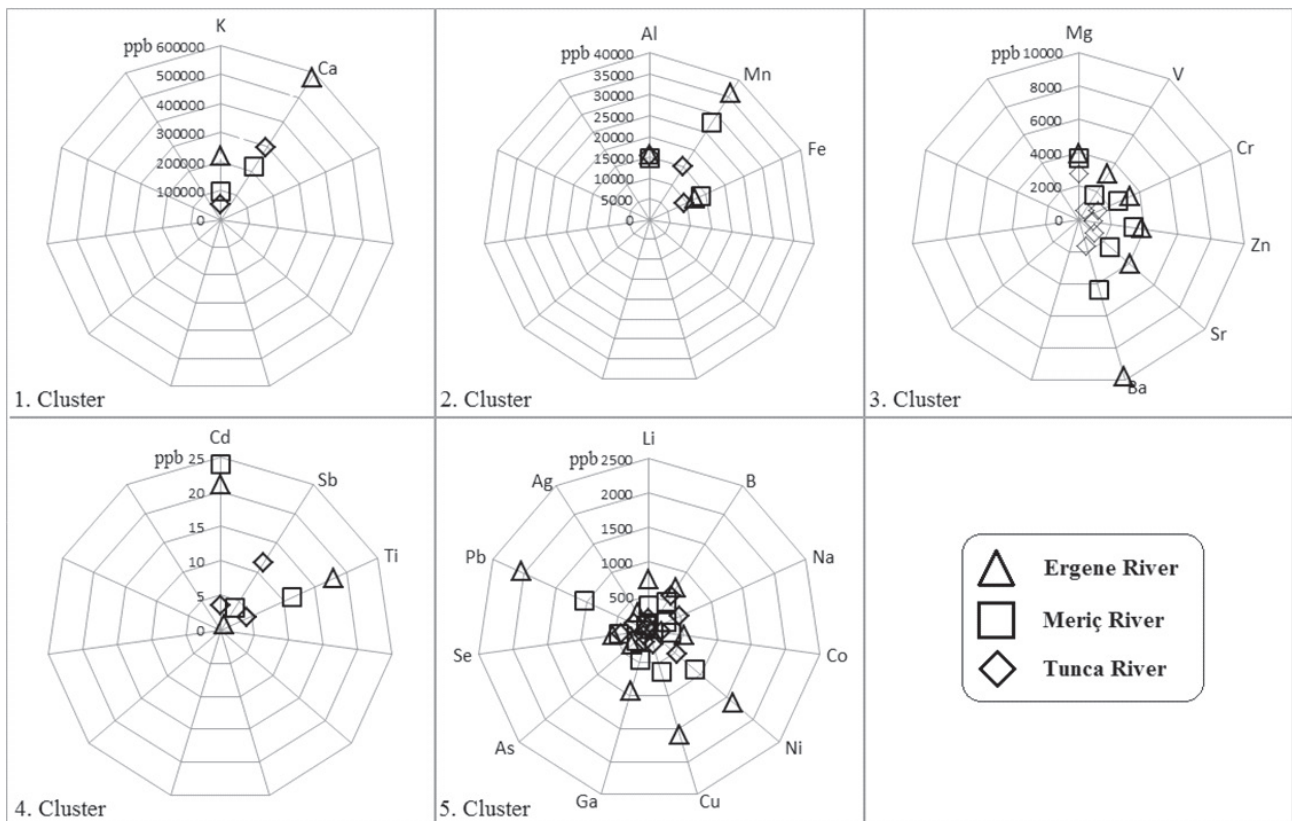 K
ppb 600000
500000
400000
300000
200000
100000
0
Ca
1. Cluster
Al
ppb 40000
35000
30000
25000
20000
15000
10000
5000
0
Mn
Fe
2. Cluster
Mg
ppb 10000
8000
6000
4000
2000
0
V
Cr
Zn
Sr
Ba
3. Cluster
Cd
ppb 25
20
15
10
5
0
Sb
Ti
4. Cluster
Li
ppb 2500
2000
1500
1000
500
B
Na
Co
Ni
Cu
Ga
As
Se
Pb
Ag
5. Cluster
Ergene River
Meriç River
Tunca River